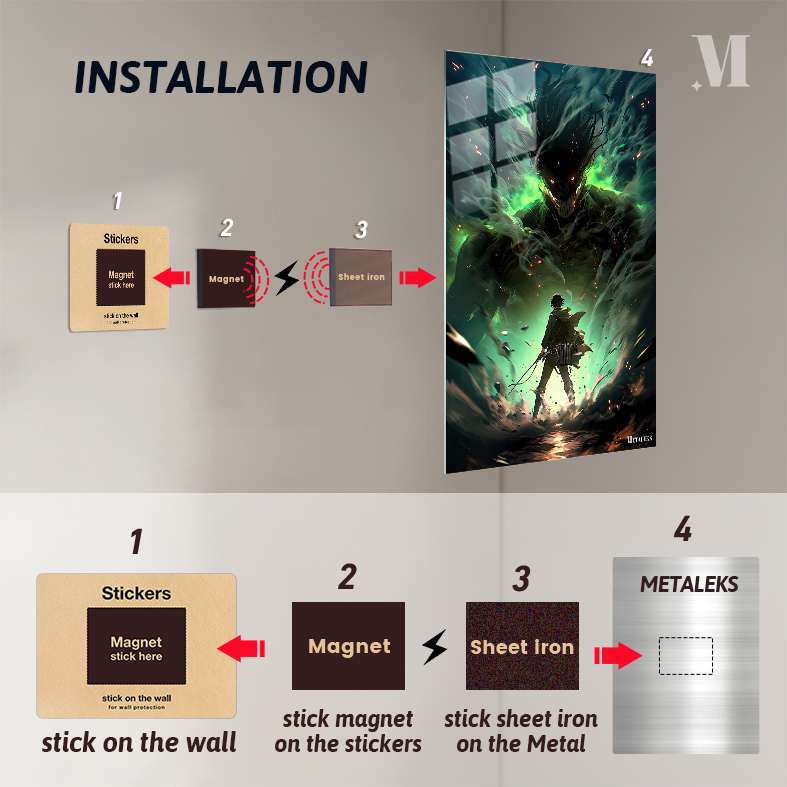 INSTALLATION
M
4
1
2
3
Stickers
Magnet
stick here
stick on the wall
for wall protection
Magnet
Sheet iron
METALEKS
1
2
3
4
Stickers
Magnet
stick here
stick on the wall
for wall protection
Magnet
Sheet iron
METALEKS
stick on the wall
stick magnet
on the stickers
stick sheet iron
on the Metal